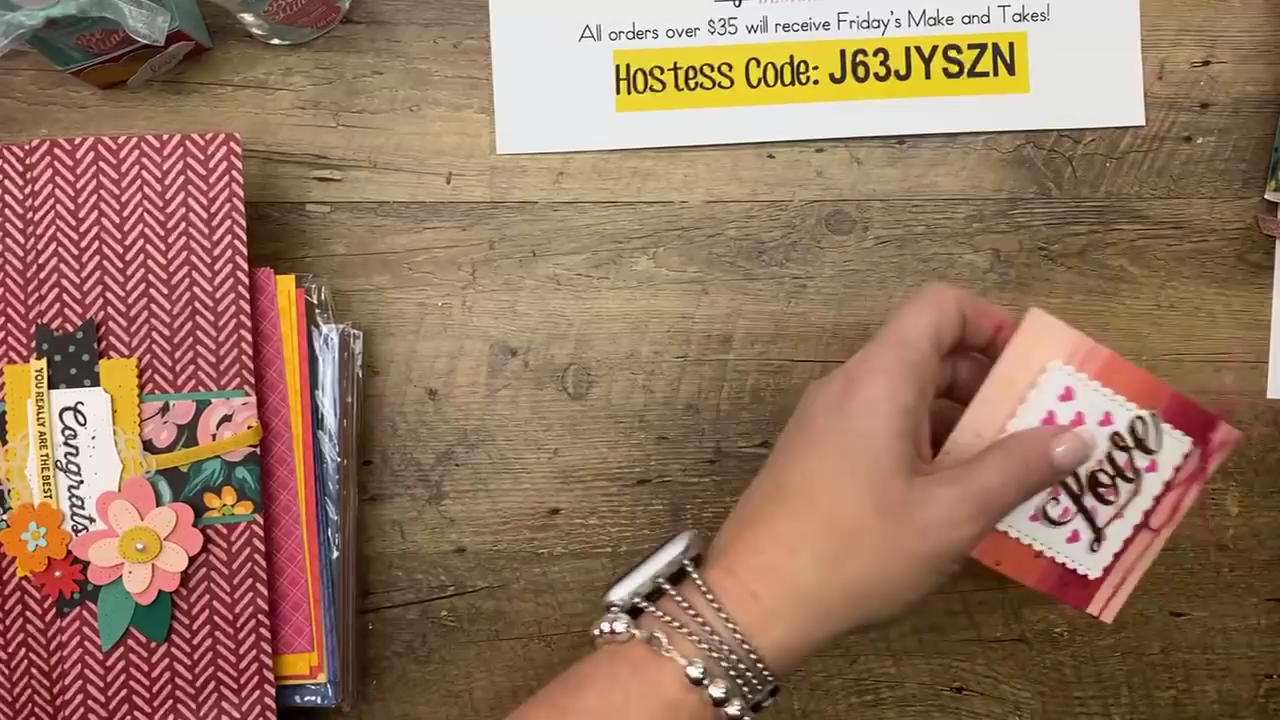 All orders over $35 will receive Friday's Make and Takes!
Hostess Code: J63JYSZN
YOU REALLY ARE THE BEST
Congrats
Love